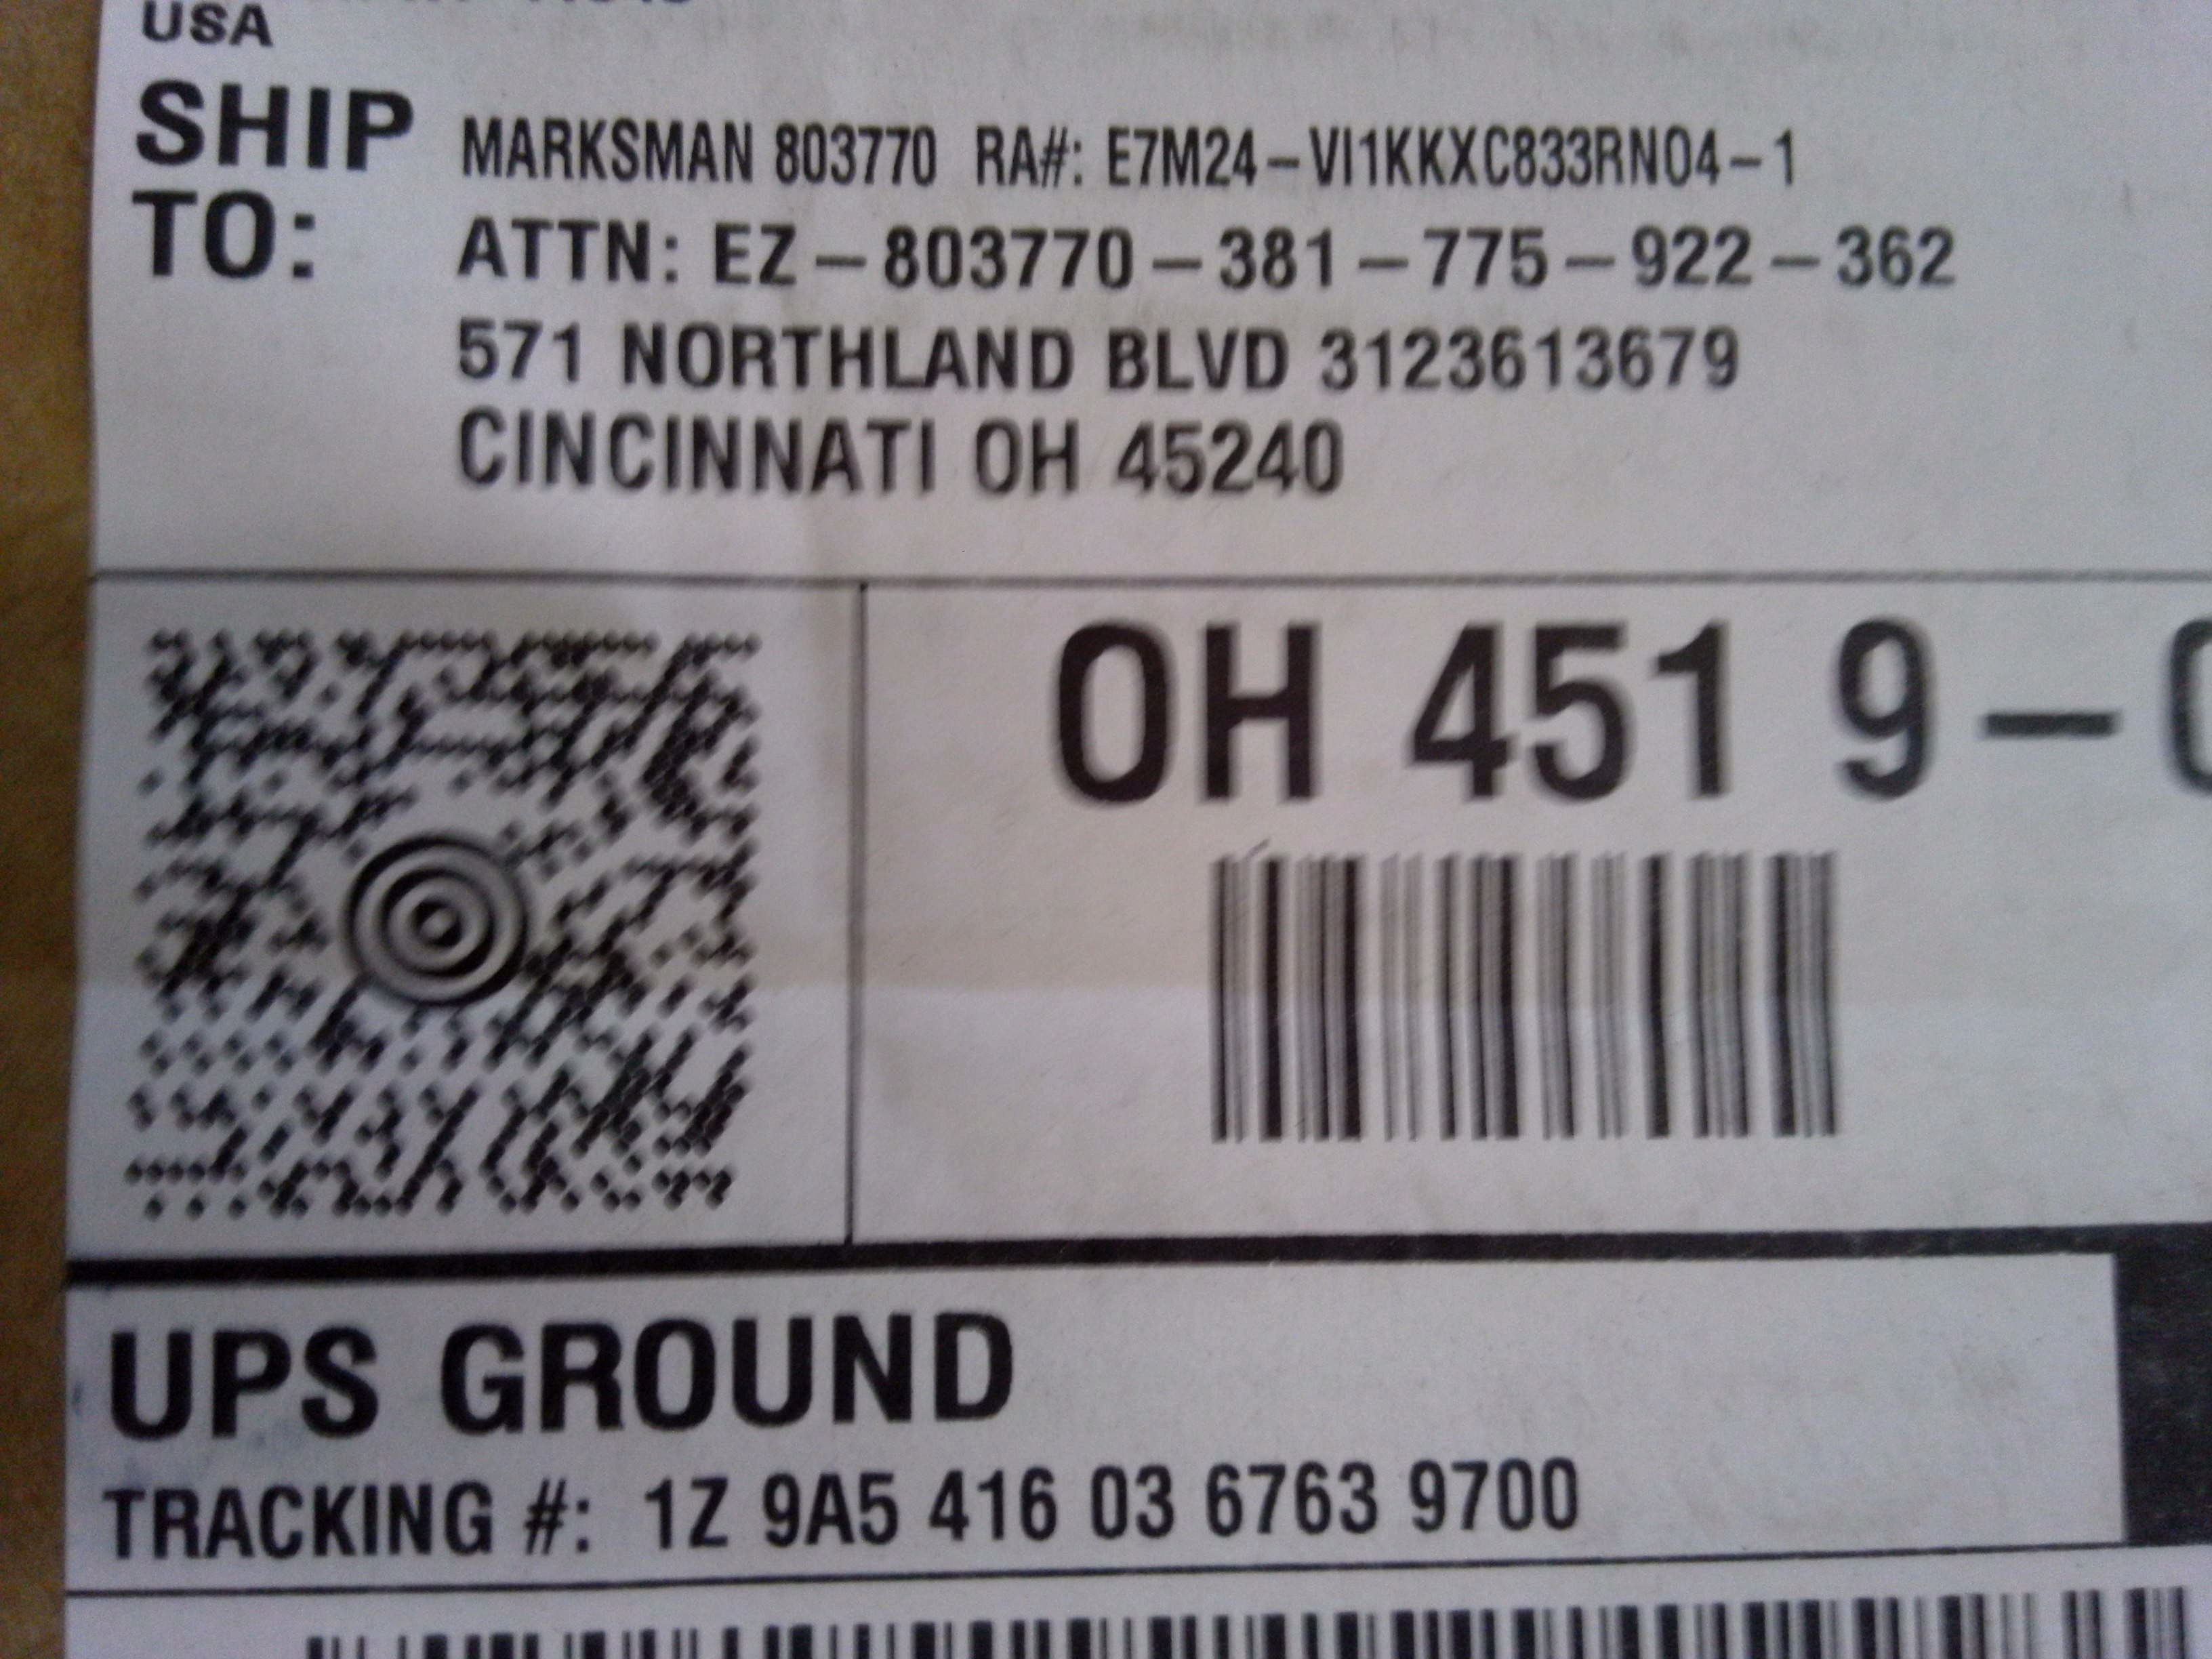 USA
SHIP TO:
MARKSMAN 803770 RA#: E7M24-VI1KKXC833RN04-1
ATTN: EZ-803770-381-775-922-362
571 NORTHLAND BLVD 3123613679
CINCINNATI OH 45240
OH 451 9-
UPS GROUND
TRACKING #: 1Z 9A5 416 03 6763 9700